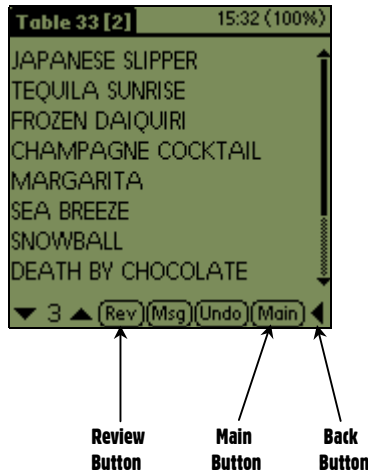 Table 33 [2] 15:32 (100%)
JAPANESE SLIPPER
TEQUILA SUNRISE
FROZEN DAIQUIRI
CHAMPAGNE COCKTAIL
MARGARITA
SEA BREEZE
SNOWBALL
DEATH BY CHOCOLATE
3 Rev Msg Undo Main
Review Main Back
Button Button Button